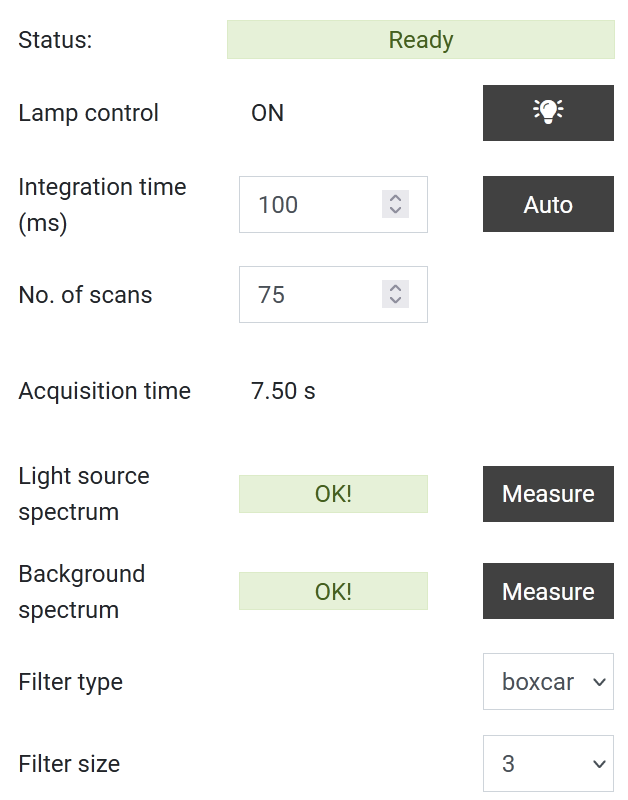 Status:
Ready
Lamp control
ON
Integration time
(ms)
100
Auto
No. of scans
75
Acquisition time
7.50 s
Light source
spectrum
OK!
Measure
Background
spectrum
OK!
Measure
Filter type
boxcar
Filter size
3